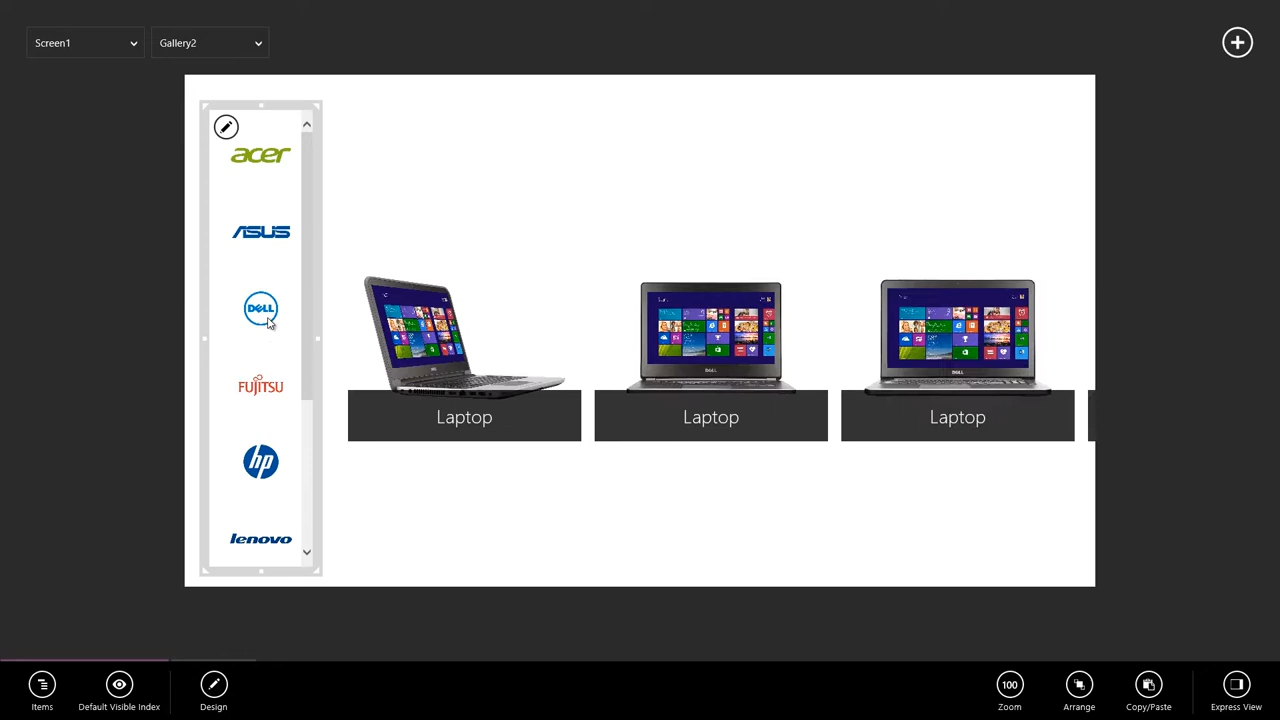 Screen1
Gallery2
acer
ASUS
DELL
FUJITSU
hp
lenovo
Laptop
Laptop
Laptop
Items
Default Visible Index
Design
100
Zoom
Arrange
Copy/Paste
Express View